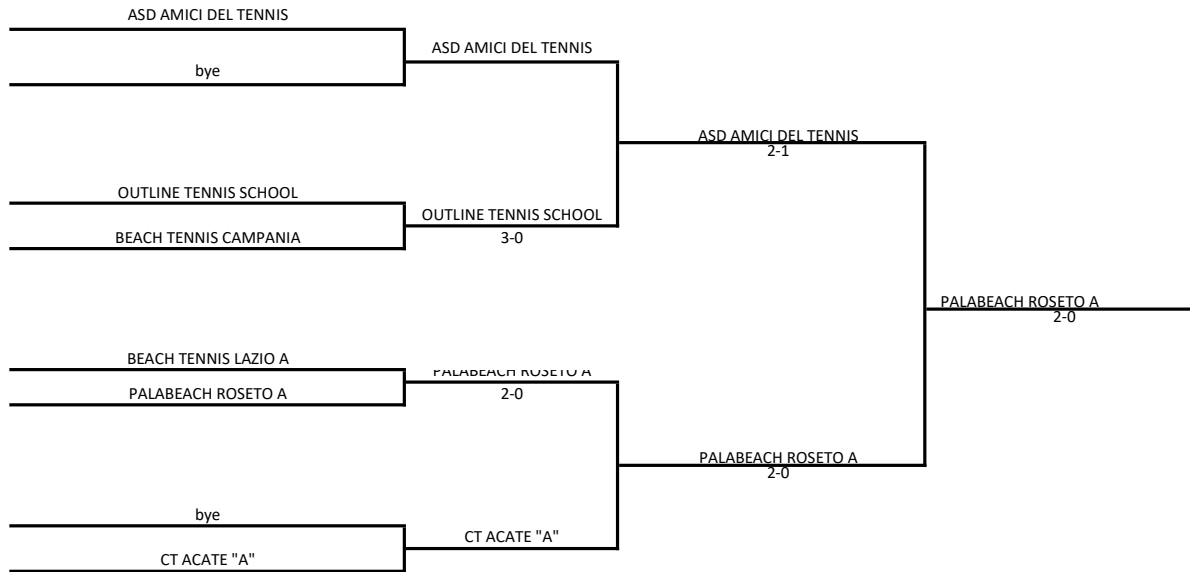 ASD AMICI DEL TENNIS
bye
OUTLINE TENNIS SCHOOL
BEACH TENNIS CAMPANIA
BEACH TENNIS LAZIO A
PALABEACH ROSETO A
bye
CT ACATE "A"
ASD AMICI DEL TENNIS
OUTLINE TENNIS SCHOOL
3-0
PALABEACH ROSETO A
2-0
CT ACATE "A"
ASD AMICI DEL TENNIS
2-1
PALABEACH ROSETO A
2-0
PALABEACH ROSETO A
2-0